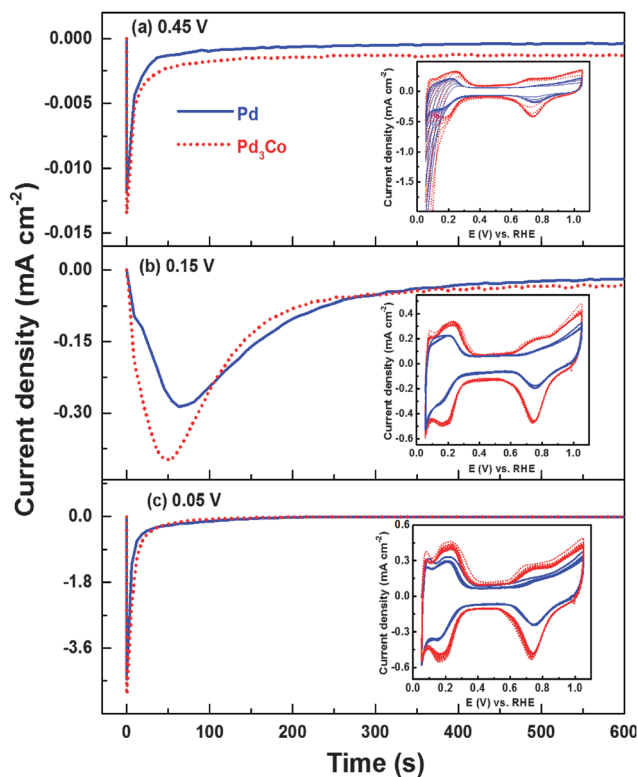 (a) 0.45 V
0.000
-0.005
-0.010
-0.015
Pd
Pd3Co
Current density (mA cm-2)
0.5
0.0
-0.5
-1.0
-1.5
0.0 0.2 0.4 0.6 0.8 1.0
E (V) vs. RHE
(b) 0.15 V
0.00
-0.15
-0.30
Current density (mA cm-2)
0.4
0.2
0.0
0.2
0.4
-0.6
0.0 0.2 0.4 0.6 0.8 1.0
E (V) vs. RHE
Current density (mA cm-2)
(c) 0.05 V
0.0
-1.8
-3.6
Current density (mA cm-2)
0.6
0.3
0.0
-0.3
-0.6
0.0 0.2 0.4 0.6 0.8 1.0
E (V) vs. RHE
0 100 200 300 400 500 600
Time (s)